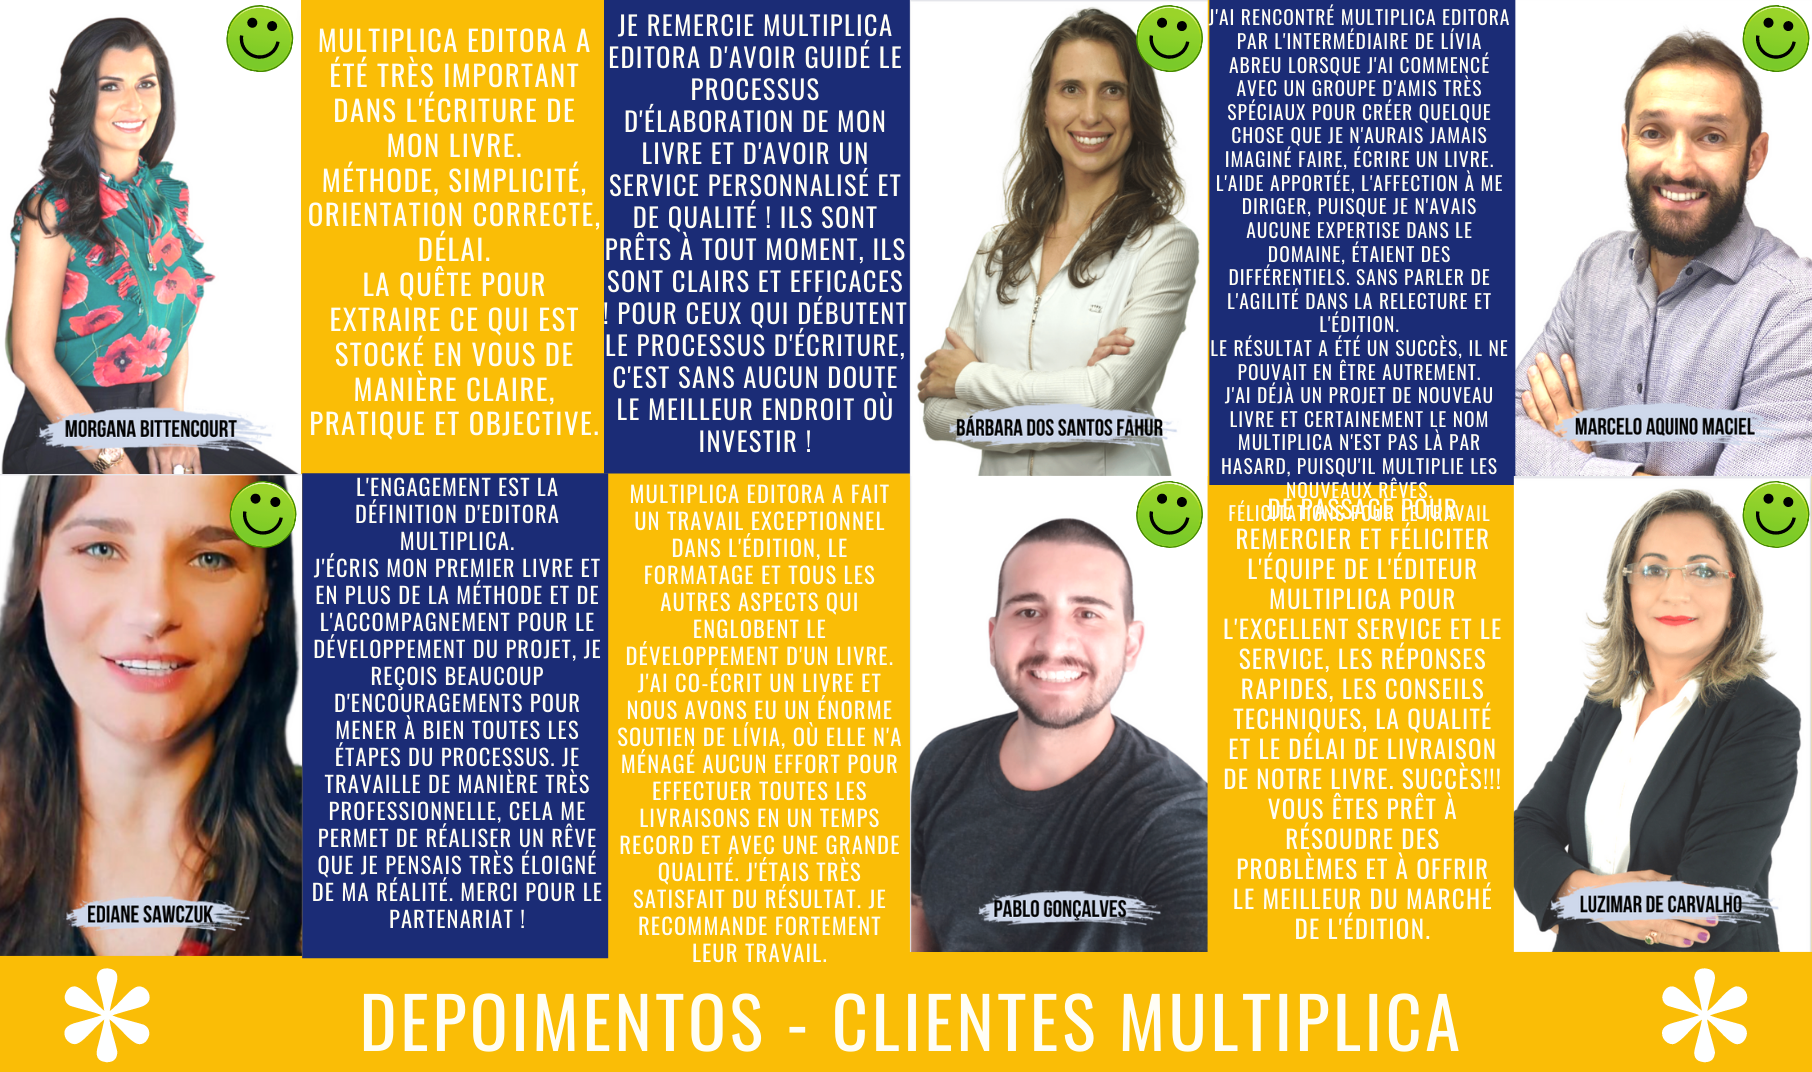 MULTIPLICA EDITORA A
ÉTÉ TRÈS IMPORTANT
DANS L'ÉCRITURE DE
MON LIVRE.
MÉTHODE, SIMPLICITÉ,
ORIENTATION CORRECTE,
DÉLAI.
LA QUÊTE POUR
EXTRAIRE CE QUI EST
STOCKÉ EN VOUS DE
MANIÈRE CLAIRE,
PRATIQUE ET OBJECTIVE.
MORGANA BITTENCOURT
JE REMERCIE MULTIPLICA
EDITORA D'AVOIR GUIDÉ LE
PROCESSUS
D'ÉLABORATION DE MON
LIVRE ET D'AVOIR UN
SERVICE PERSONNALISÉ ET
DE QUALITÉ ! ILS SONT
PRÊTS À TOUT MOMENT, ILS
SONT CLAIRS ET EFFICACES
! POUR CEUX QUI DÉBUTENT
LE PROCESSUS D'ÉCRITURE,
C'EST SANS AUCUN DOUTE
LE MEILLEUR ENDROIT OÙ
INVESTIR !
BÁRBARA DOS SANTOS FAHUR
J'AI RENCONTRÉ MULTIPLICA EDITORA
PAR L'INTERMÉDIAIRE DE LÍVIA
ABREU LORSQUE J'AI COMMENCÉ
AVEC UN GROUPE D'AMIS TRÈS
SPÉCIAUX POUR CRÉER QUELQUE
CHOSE QUE JE N'AURAIS JAMAIS
IMAGINÉ FAIRE, ÉCRIRE UN LIVRE.
L'AIDE APPORTÉE, L'AFFECTION À ME
DIRIGER, PUISQUE JE N'AVAIS
AUCUNE EXPERTISE DANS LE
DOMAINE, ÉTAIENT DES
DIFFÉRENTIELS. SANS PARLER DE
L'AGILITÉ DANS LA RELECTURE ET
L'ÉDITION.
LE RÉSULTAT A ÉTÉ UN SUCCÈS, IL NE
POUVAIT EN ÊTRE AUTREMENT.
J'AI DÉJÀ UN PROJET DE NOUVEAU
LIVRE ET CERTAINEMENT LE NOM
MULTIPLICA N'EST PAS LÀ PAR
HASARD, PUISQU'IL MULTIPLIE LES
NOUVEAUX RÊVES.
FÉLICITATIONS POUR LE TRAVAIL
MARCELO AQUINO MACIEL
EDIANE SAWCZUK
L'ENGAGEMENT EST LA
DÉFINITION D'EDITORA
MULTIPLICA.
J'ÉCRIS MON PREMIER LIVRE ET
EN PLUS DE LA MÉTHODE ET DE
L'ACCOMPAGNEMENT POUR LE
DÉVELOPPEMENT DU PROJET, JE
REÇOIS BEAUCOUP
D'ENCOURAGEMENTS POUR
MENER À BIEN TOUTES LES
ÉTAPES DU PROCESSUS. JE
TRAVAILLE DE MANIÈRE TRÈS
PROFESSIONNELLE, CELA ME
PERMET DE RÉALISER UN RÊVE
QUE JE PENSAIS TRÈS ÉLOIGNÉ
DE MA RÉALITÉ. MERCI POUR LE
PARTENARIAT !
MULTIPLICA EDITORA A FAIT
UN TRAVAIL EXCEPTIONNEL
DANS L'ÉDITION, LE
FORMATAGE ET TOUS LES
AUTRES ASPECTS QUI
ENGLOBENT LE
DÉVELOPPEMENT D'UN LIVRE.
J'AI CO-ÉCRIT UN LIVRE ET
NOUS AVONS EU UN ÉNORME
SOUTIEN DE LÍVIA, OÙ ELLE N'A
MÉNAGÉ AUCUN EFFORT POUR
EFFECTUER TOUTES LES
LIVRAISONS EN UN TEMPS
RECORD ET AVEC UNE GRANDE
QUALITÉ. J'ÉTAIS TRÈS
SATISFAIT DU RÉSULTAT. JE
RECOMMANDE FORTEMENT
LEUR TRAVAIL.
PABLO GONÇALVES
DE PASSAGE POUR
REMERCIER ET FÉLICITER
L'ÉQUIPE DE L'ÉDITEUR
MULTIPLICA POUR
L'EXCELLENT SERVICE ET LE
SERVICE, LES RÉPONSES
RAPIDES, LES CONSEILS
TECHNIQUES, LA QUALITÉ
ET LE DÉLAI DE LIVRAISON
DE NOTRE LIVRE. SUCCÈS!!!
VOUS ÊTES PRÊT À
RÉSOUDRE DES
PROBLÈMES ET À OFFRIR
LE MEILLEUR DU MARCHÉ
DE L'ÉDITION.
LUZIMAR DE CARVALHO
DEPOIMENTOS - CLIENTES MULTIPLICA